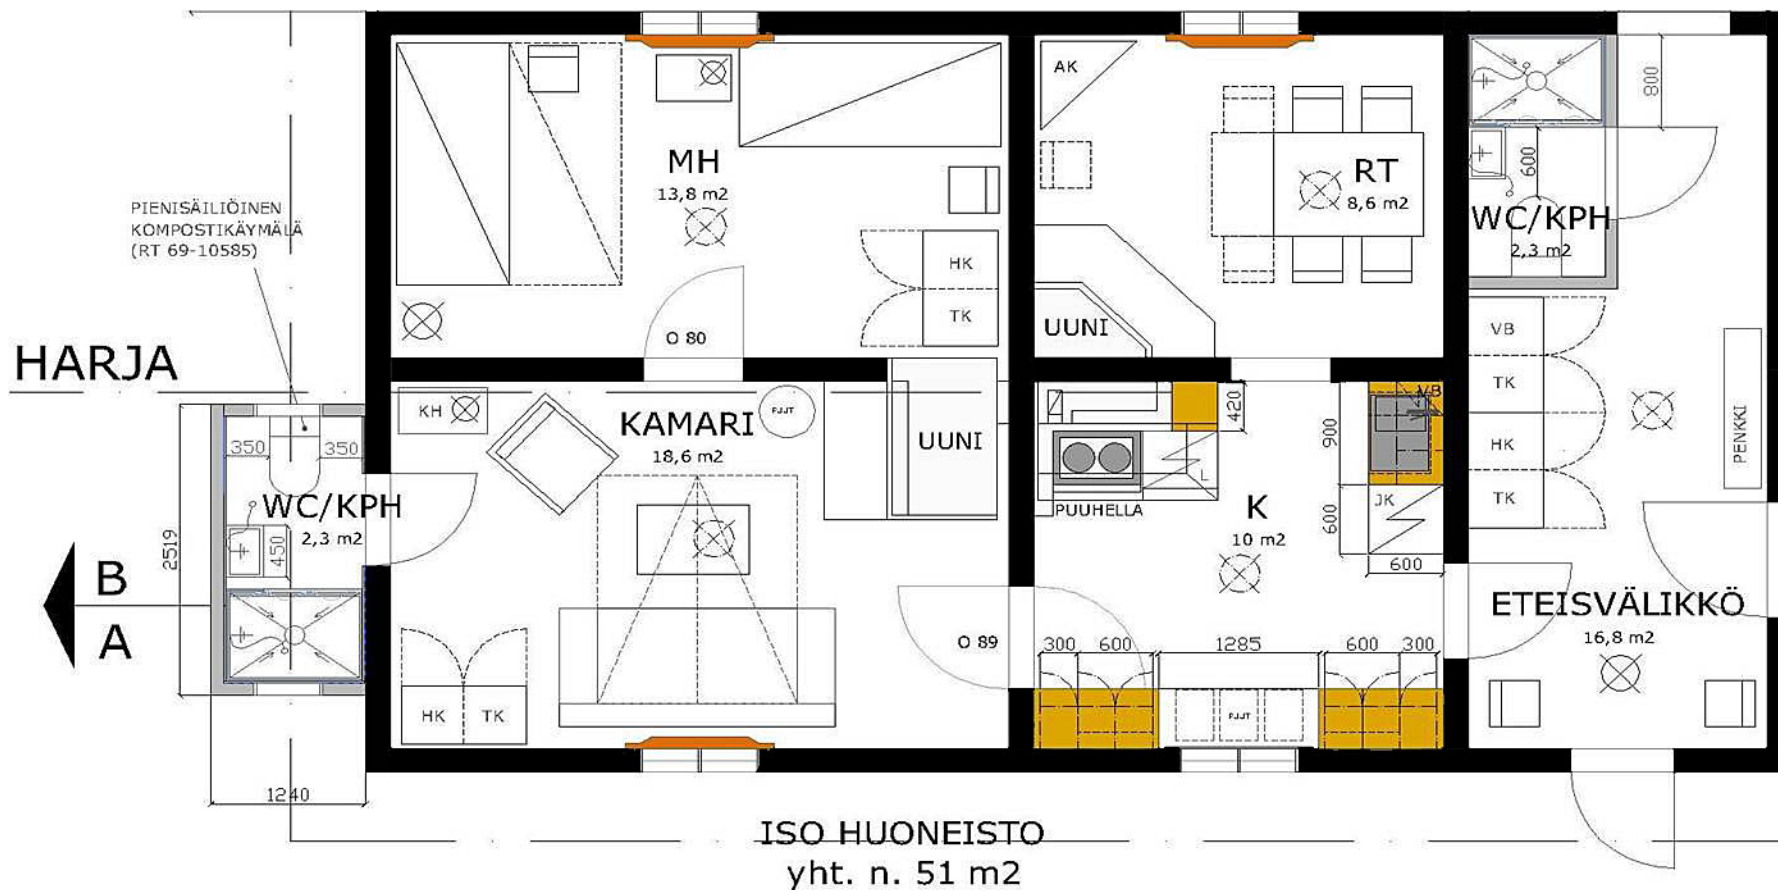 AK
MH
13,8 m2
RT
8,6 m2
800
600
WC/KPH
2,3 m2
PIENISÄILIÖINEN
KOMPOSTIKÄYMÄLÄ
(RT 69-10585)
HK
TK
UUNI
O 80
VB
TK
HK
TK
PENKKI
HARJA
KH
KAMARI
18,6 m2
PJJT
UUNI
420
900
VB
350
350
WC/KPH
2,3 m2
450
2519
L
PUUHELLA
K
10 m2
JK
600
600
B
A
ETEISVÄLIKKÖ
16,8 m2
O 89
300
600
1285
600
300
HK
TK
PJJT
1240
ISO HUONEISTO
yht. n. 51 m2